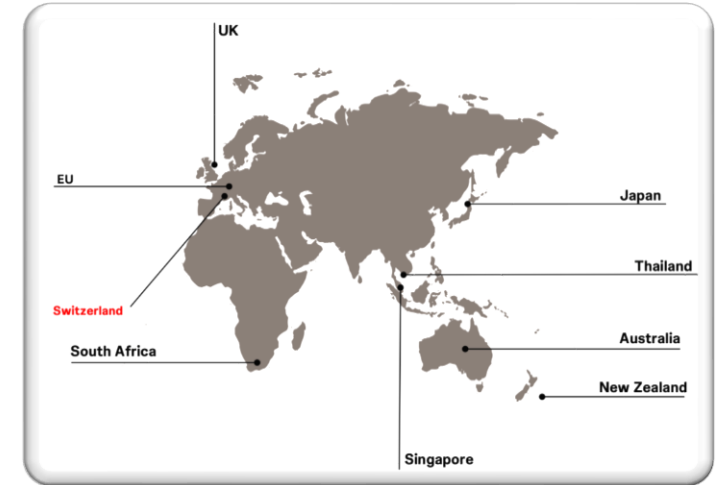 UK
EU
Japan
Thailand
Switzerland
Australia
South Africa
New Zealand
Singapore